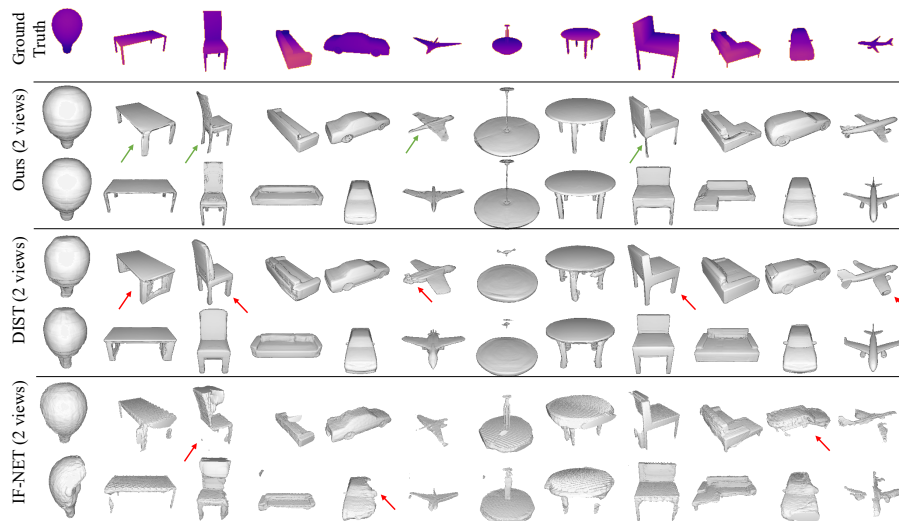 Ground
Truth
Ours (2 views)
DIST (2 views)
IF-NET (2 views)